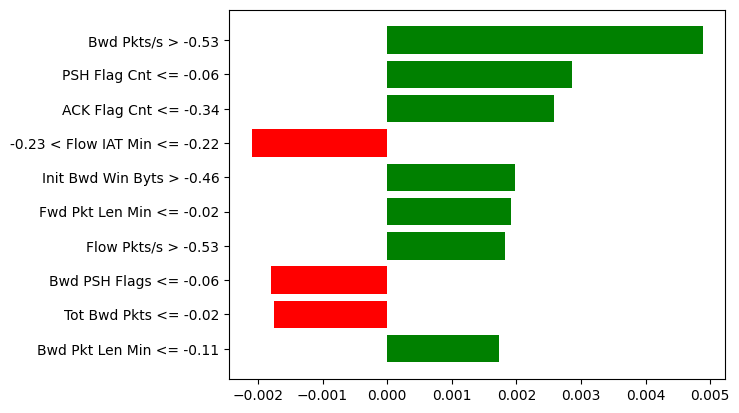 Bwd Pkts/s > -0.53
PSH Flag Cnt <= -0.06
ACK Flag Cnt <= -0.34
-0.23 < Flow IAT Min <= -0.22
Init Bwd Win Byts > -0.46
Fwd Pkt Len Min <= -0.02
Flow Pkts/s > -0.53
Bwd PSH Flags <= -0.06
Tot Bwd Pkts <= -0.02
Bwd Pkt Len Min <= -0.11
−0.002 −0.001 0.000 0.001 0.002 0.003 0.004 0.005